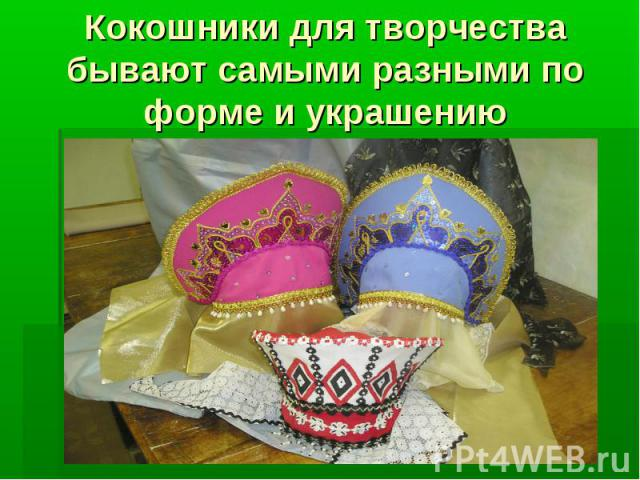 Кокошники для творчества
бывают самыми разными по
форме и украшению
PPt4WEB.ru